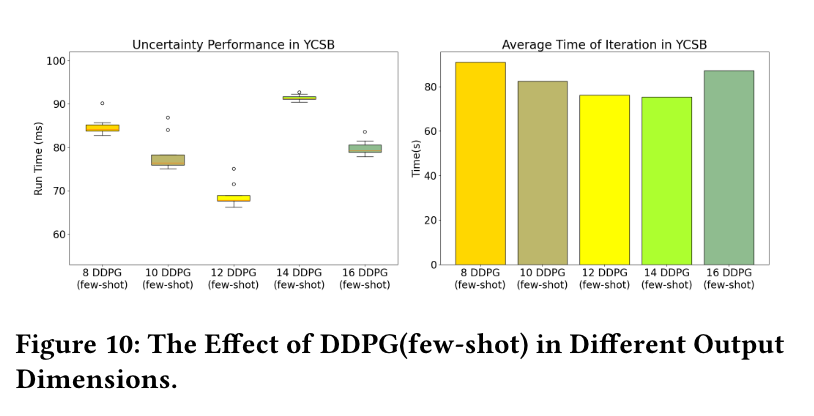 Uncertainty Performance in YCSB
Run Time (ms)
100
90
80
70
60
8 DDPG
(few-shot)
10 DDPG
(few-shot)
12 DDPG
(few-shot)
14 DDPG
(few-shot)
16 DDPG
(few-shot)
Average Time of Iteration in YCSB
Time(s)
80
60
40
20
0
8 DDPG
(few-shot)
10 DDPG
(few-shot)
12 DDPG
(few-shot)
14 DDPG
(few-shot)
16 DDPG
(few-shot)
Figure 10: The Effect of DDPG(few-shot) in Different Output
Dimensions.